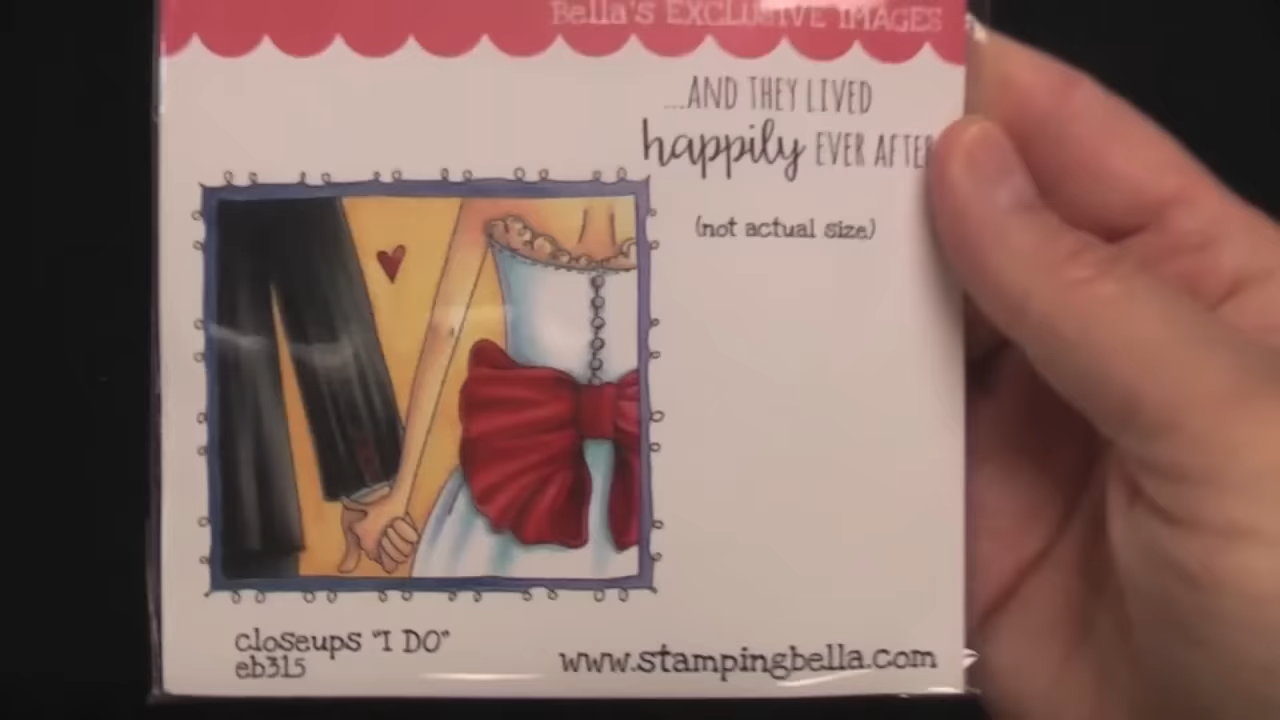 Bella's EXCLUSIVE IMAGES
...AND THEY LIVED
happily EVER AFTER
(not actual size)
closeups "I DO"
eb315
www.stampingbella.com